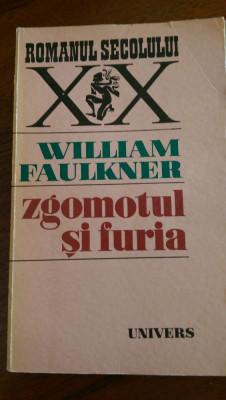 ROMANUL SECOLULUI
XX
WILLIAM
FAULKNER
zgomotul
și furia
UNIVERS